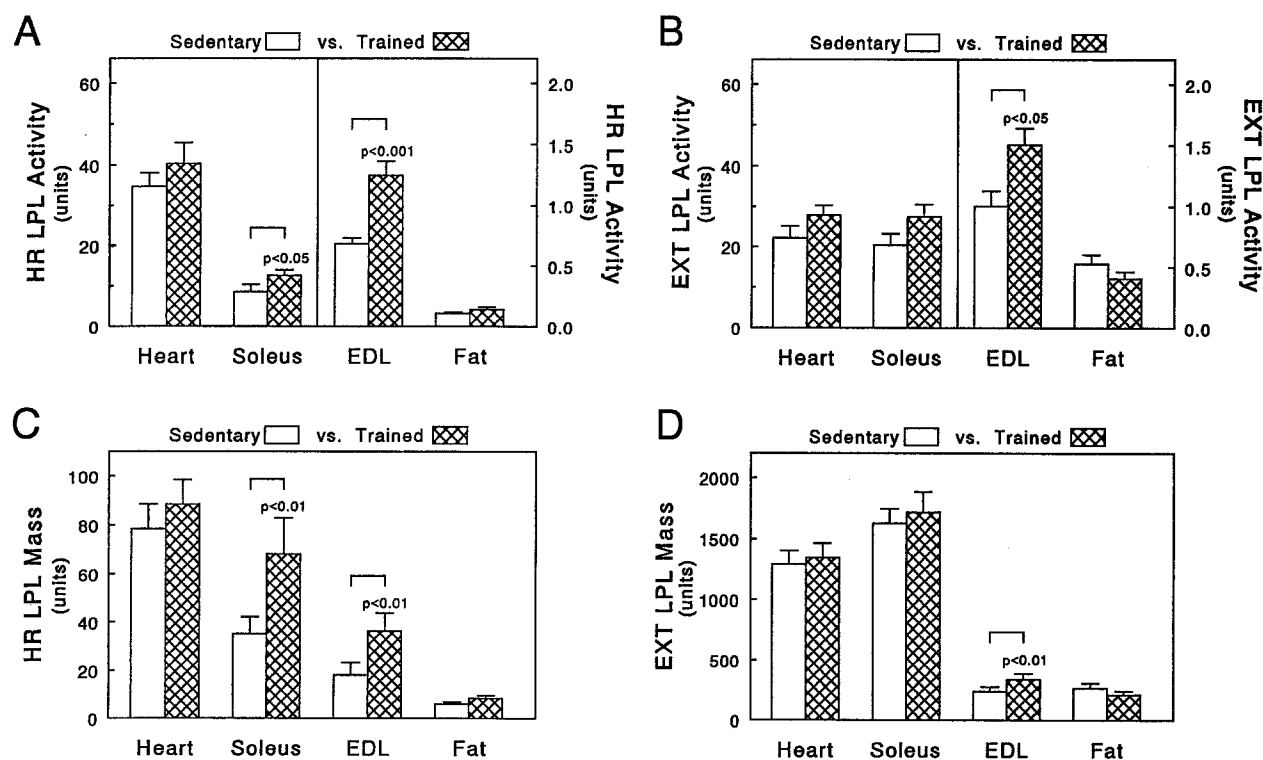 A
Sedentary vs. Trained
HR LPL Activity
(units)
60
40
20
0
p<0.05
p<0.001
2.0
1.5
1.0
0.5
0.0
HR LPL Activity
(units)
Heart Soleus EDL Fat
B
Sedentary vs. Trained
EXT LPL Activity
(units)
60
40
20
0
p<0.05
2.0
1.5
1.0
0.5
0.0
EXT LPL Activity
(units)
Heart Soleus EDL Fat
C
Sedentary vs. Trained
HR LPL Mass
(units)
100
80
60
40
20
0
p<0.01
p<0.01
Heart Soleus EDL Fat
D
Sedentary vs. Trained
EXT LPL Mass
(units)
2000
1500
1000
500
0
p<0.01
Heart Soleus EDL Fat